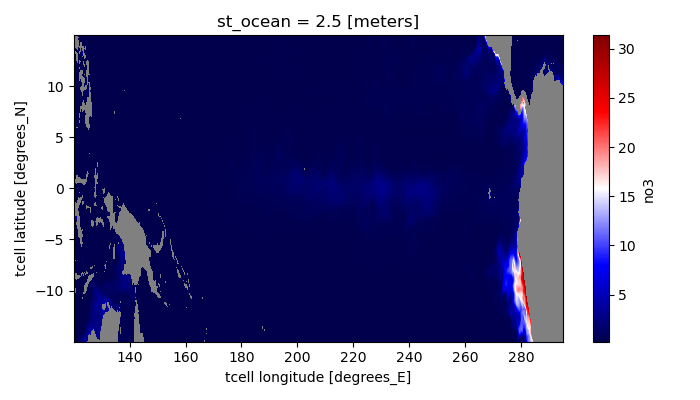 st_ocean = 2.5 [meters]
10
5
0
−5
−10
tcell latitude [degrees_N]
140 160 180 200 220 240 260 280
tcell longitude [degrees_E]
30
25
20
15
10
5
no3